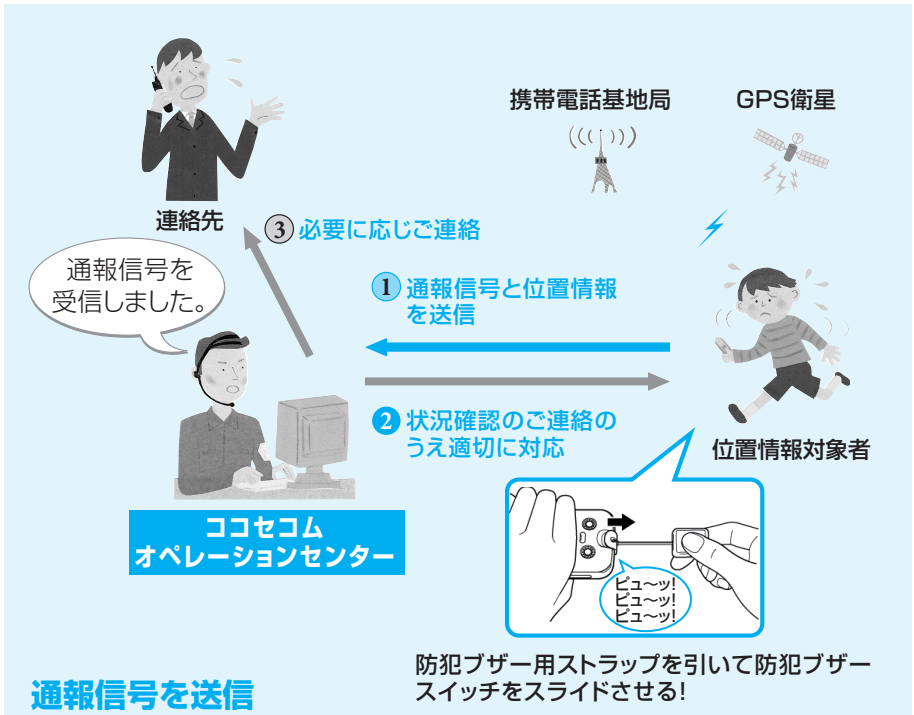 携帯電話基地局
GPS衛星
連絡先
③必要に応じご連絡
通報信号を
受信しました。
①通報信号と位置情報
を送信
❷状況確認のご連絡の
うえ適切に対応
位置情報対象者
ココセコム
オペレーションセンター
ピュ〜ッ!
ピュ〜ッ!
ピュ〜ッ!
防犯ブザー用ストラップを引いて防犯ブザー
スイッチをスライドさせる!
通報信号を送信